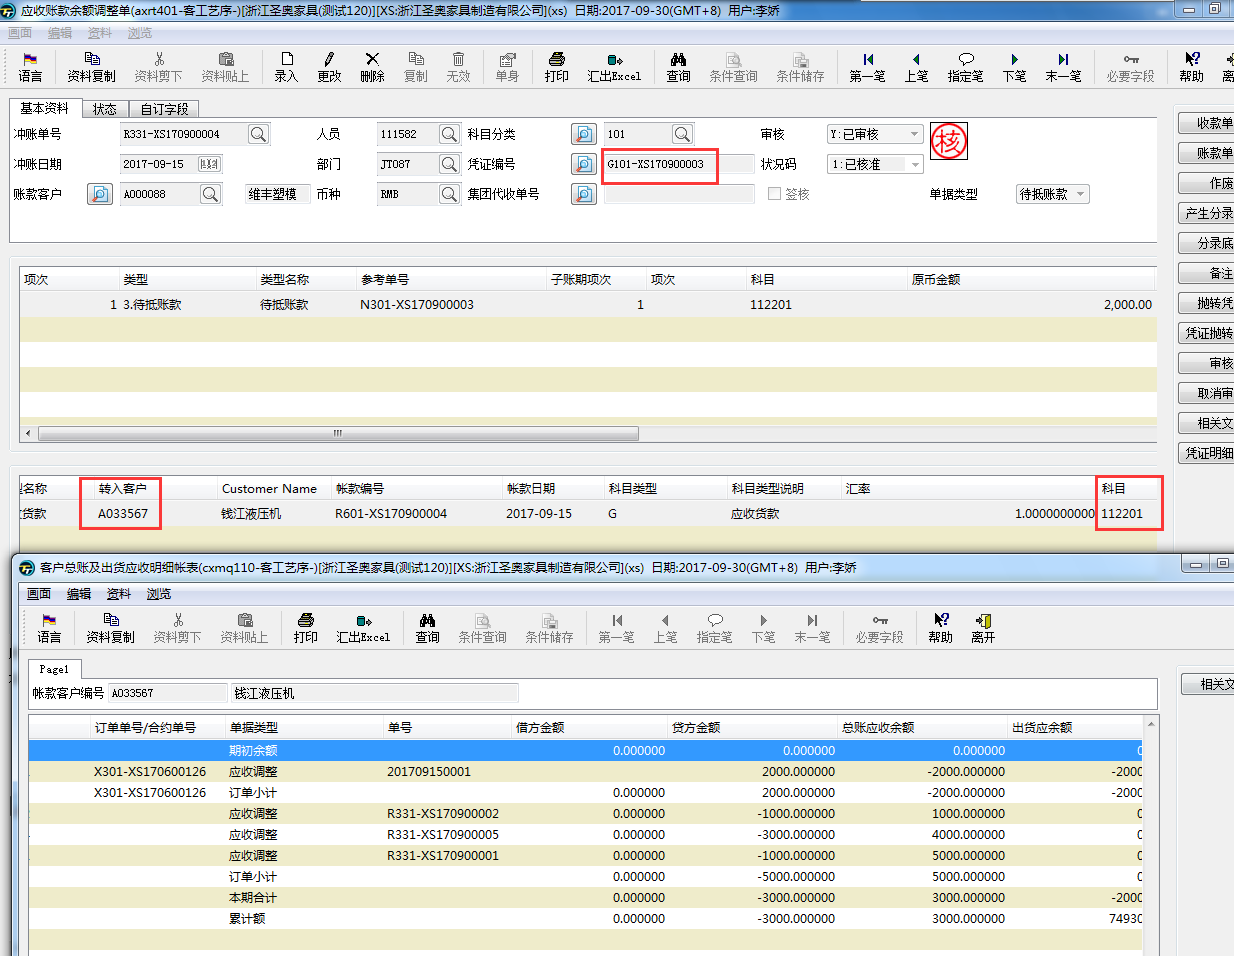 应收账款余额调整单(axrt401-客工艺序-)[浙江圣奥家具(测试120)][XS:浙江圣奥家具制造有限公司](xs) 日期:2017-09-30(GMT+8) 用户:李娇
画面 编辑 资料 浏览
语言 资料复制 资料剪下 资料贴上 录入 更改 删除 复制 无效 单身 打印 汇出Excel 查询 条件查询 条件储存 第一笔 上笔 指定笔 下笔 末一笔 必要字段 帮助 离
基本资料 状态 自订字段
冲账单号 R331-XS170900004 人员 111582 科目分类 101 审核 Y:已审核 核
冲账日期 2017-09-15 部门 JT087 凭证编号 G101-XS170900003 状况码 1:已核准
账款客户 A000088 维丰塑模 币种 RMB 集团代收单号 签核 单据类型 待抵账款
收款单
账款单
作废
产生分录
分录底
备注
抛转凭
凭证抛转
审核
取消审
相关文
凭证明细
项次 类型 类型名称 参考单号 子账期项次 项次 科目 原币金额
1 3.待抵账款 待抵账款 N301-XS170900003 1 112201 2,000.00
型名称 转入客户 Customer Name 帐款编号 帐款日期 科目类型 科目类型说明 汇率 科目
货款 A033567 钱江液压机 R601-XS170900004 2017-09-15 G 应收货款 1.0000000000 112201
客户总账及出货应收明细帐表(cxmq110-客工艺序-)[浙江圣奥家具(测试120)][XS:浙江圣奥家具制造有限公司](xs) 日期:2017-09-30(GMT+8) 用户:李娇
画面 编辑 资料 浏览
语言 资料复制 资料剪下 资料贴上 打印 汇出Excel 查询 条件查询 条件储存 第一笔 上笔 指定笔 下笔 末一笔 必要字段 帮助 离开
Page1
相关文
帐款客户编号 A033567 钱江液压机
订单单号/合约单号 单据类型 单号 借方金额 贷方金额 总账应收余额 出货应余额
期初余额 0.000000 0.000000 0.000000 0
X301-XS170600126 应收调整 201709150001 2000.000000 -2000.000000 -2000
X301-XS170600126 订单小计 0.000000 2000.000000 -2000.000000 -2000
应收调整 R331-XS170900002 0.000000 -1000.000000 1000.000000 0
应收调整 R331-XS170900005 0.000000 -3000.000000 4000.000000 0
应收调整 R331-XS170900001 0.000000 -1000.000000 5000.000000 0
订单小计 0.000000 -5000.000000 5000.000000 0
本期合计 0.000000 -3000.000000 3000.000000 -2000
累计额 0.000000 -3000.000000 3000.000000 74930